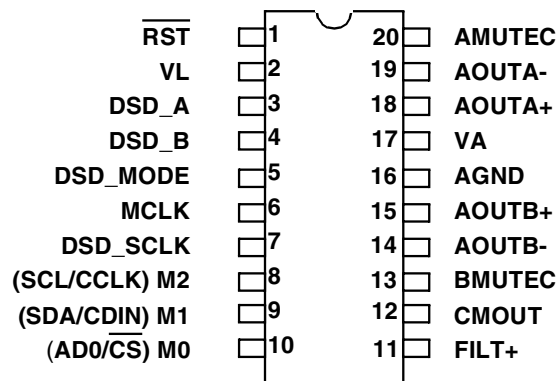 RST 1 20 AMUTEC
VL 2 19 AOUTA-
DSD_A 3 18 AOUTA+
DSD_B 4 17 VA
DSD_MODE 5 16 AGND
MCLK 6 15 AOUTB+
DSD_SCLK 7 14 AOUTB-
(SCL/CCLK) M2 8 13 BMUTEC
(SDA/CDIN) M1 9 12 CMOUT
(AD0/CS) M0 10 11 FILT+